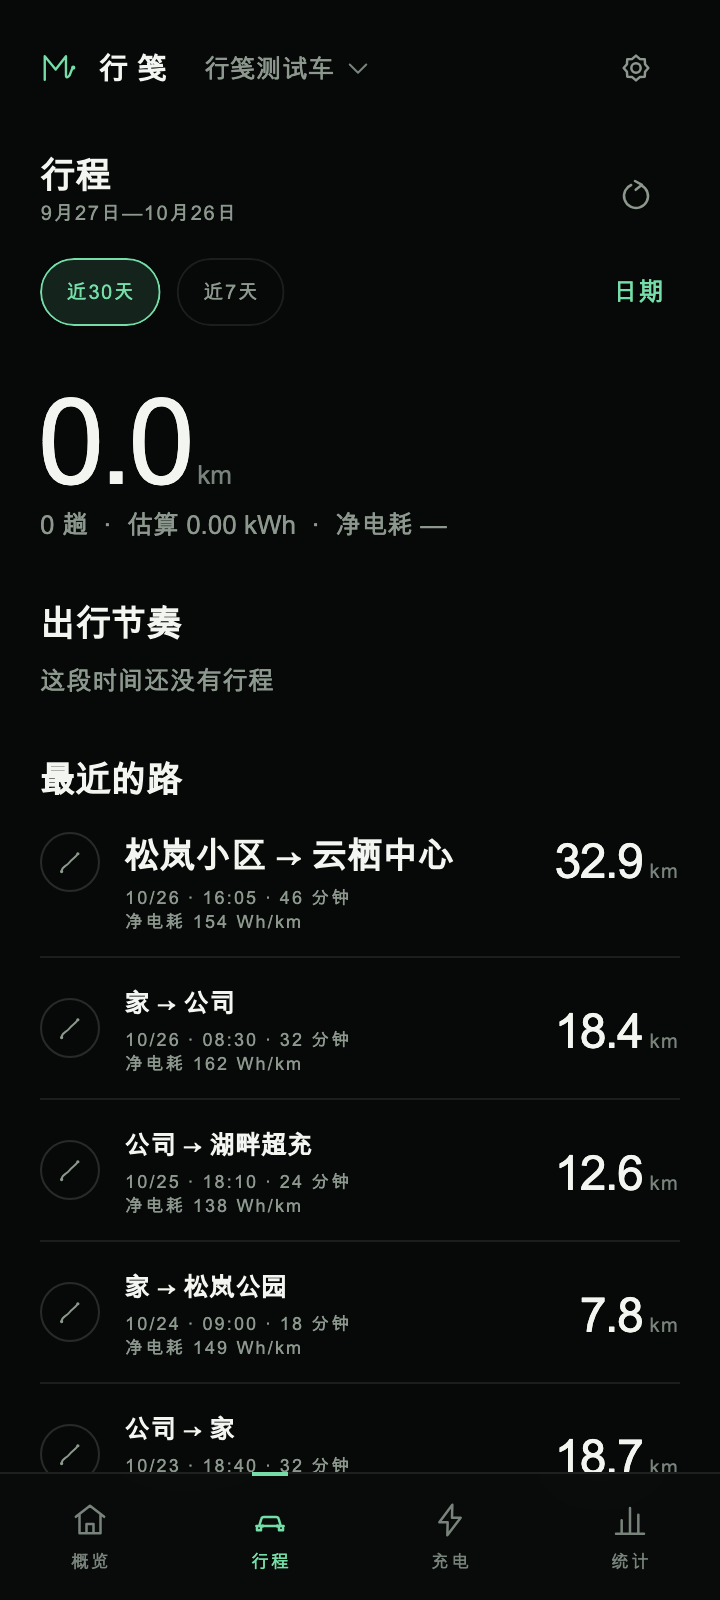 行笺 行笺测试车
行程
9月27日—10月26日
近30天 近7天 日期
0.0 km
0 趟 · 估算 0.00 kWh · 净电耗 —
出行节奏
这段时间还没有行程
最近的路
松岚小区 → 云栖中心 32.9 km
10/26 · 16:05 · 46 分钟
净电耗 154 Wh/km
家 → 公司 18.4 km
10/26 · 08:30 · 32 分钟
净电耗 162 Wh/km
公司 → 湖畔超充 12.6 km
10/25 · 18:10 · 24 分钟
净电耗 138 Wh/km
家 → 松岚公园 7.8 km
10/24 · 09:00 · 18 分钟
净电耗 149 Wh/km
公司 → 家 18.7 km
10/23 · 18:40 · 32 分钟
概览 行程 充电 统计